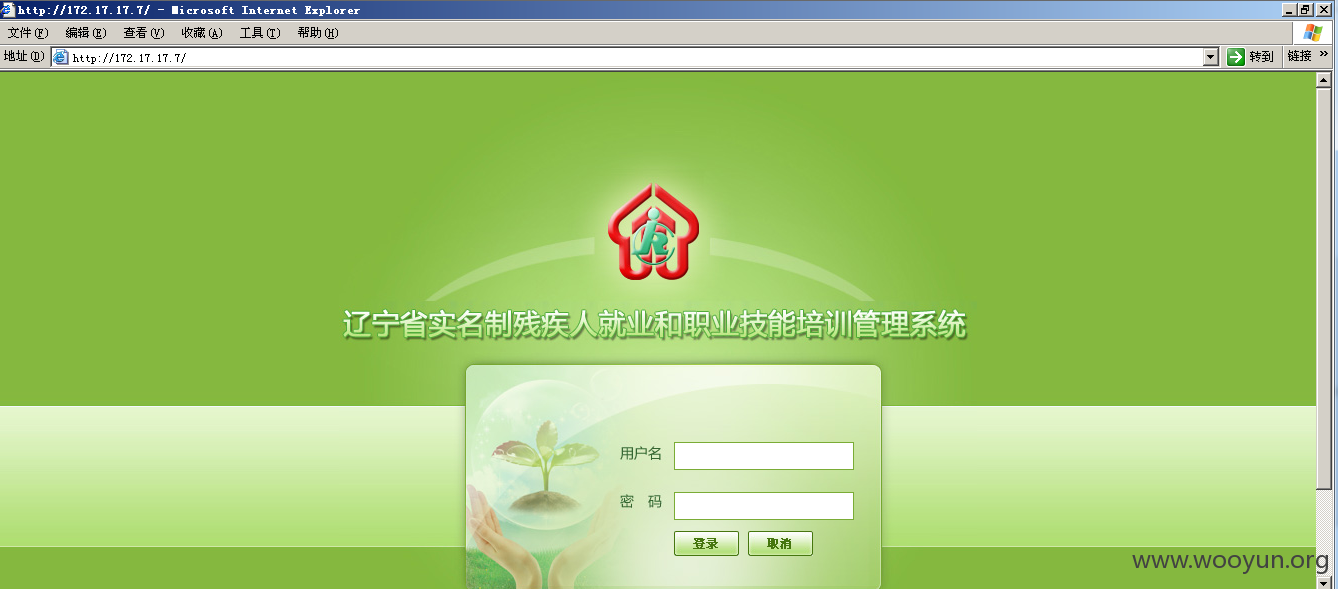 http://172.17.17.7/ - Microsoft Internet Explorer
文件(F) 编辑(E) 查看(V) 收藏(A) 工具(T) 帮助(H)
地址(D) http://172.17.17.7/ 转到 链接 »
辽宁省实名制残疾人就业和职业技能培训管理系统
用户名
密 码
登录 取消
www.wooyun.org